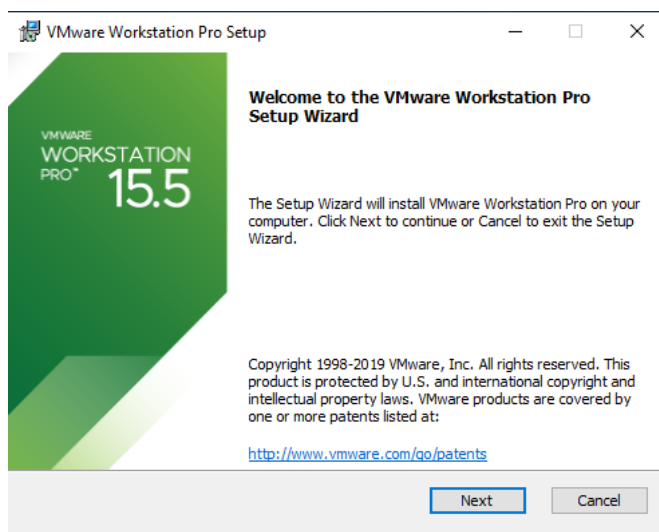 VMware Workstation Pro Setup
VMWARE
WORKSTATION
PRO™ 15.5
Welcome to the VMware Workstation Pro
Setup Wizard
The Setup Wizard will install VMware Workstation Pro on your
computer. Click Next to continue or Cancel to exit the Setup
Wizard.
Copyright 1998-2019 VMware, Inc. All rights reserved. This
product is protected by U.S. and international copyright and
intellectual property laws. VMware products are covered by
one or more patents listed at:
http://www.vmware.com/go/patents
Next Cancel